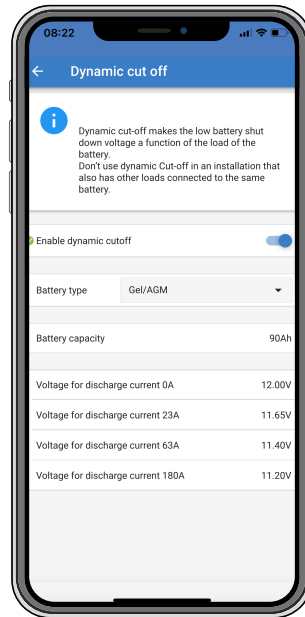 08:22
Dynamic cut off
Dynamic cut-off makes the low battery shut
down voltage a function of the load of the
battery.
Don't use dynamic Cut-off in an installation that
also has other loads connected to the same
battery.
Enable dynamic cutoff
Battery type Gel/AGM
Battery capacity 90Ah
Voltage for discharge current 0A 12.00V
Voltage for discharge current 23A 11.65V
Voltage for discharge current 63A 11.40V
Voltage for discharge current 180A 11.20V